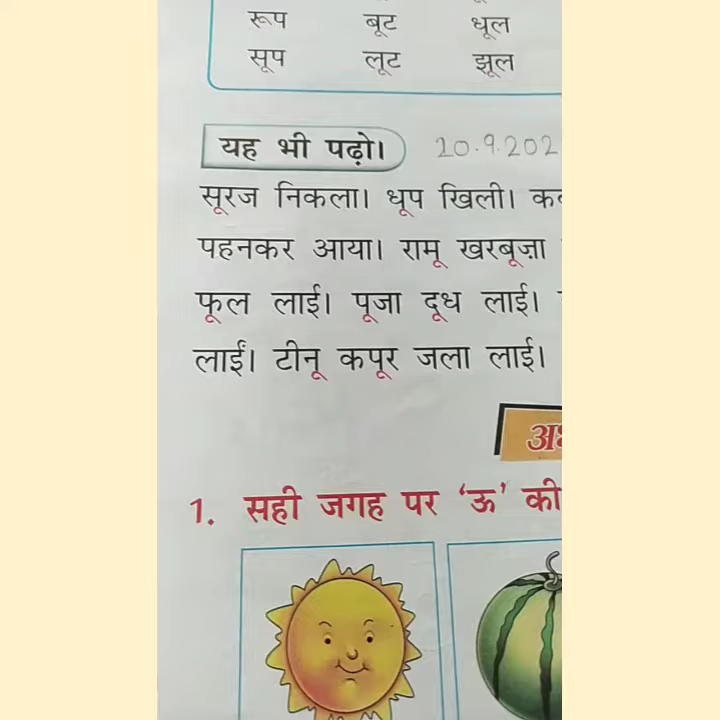 रूप बूट धूल
सूप लूट झूल
यह भी पढ़ो। 20.9.202
सूरज निकला। धूप खिली।
पहनकर आया। रामू खरबूज़ा
फूल लाई। पूजा दूध लाई।
लाईं। टीनू कपूर जला लाई।
1. सही जगह पर ‘ऊ’ की